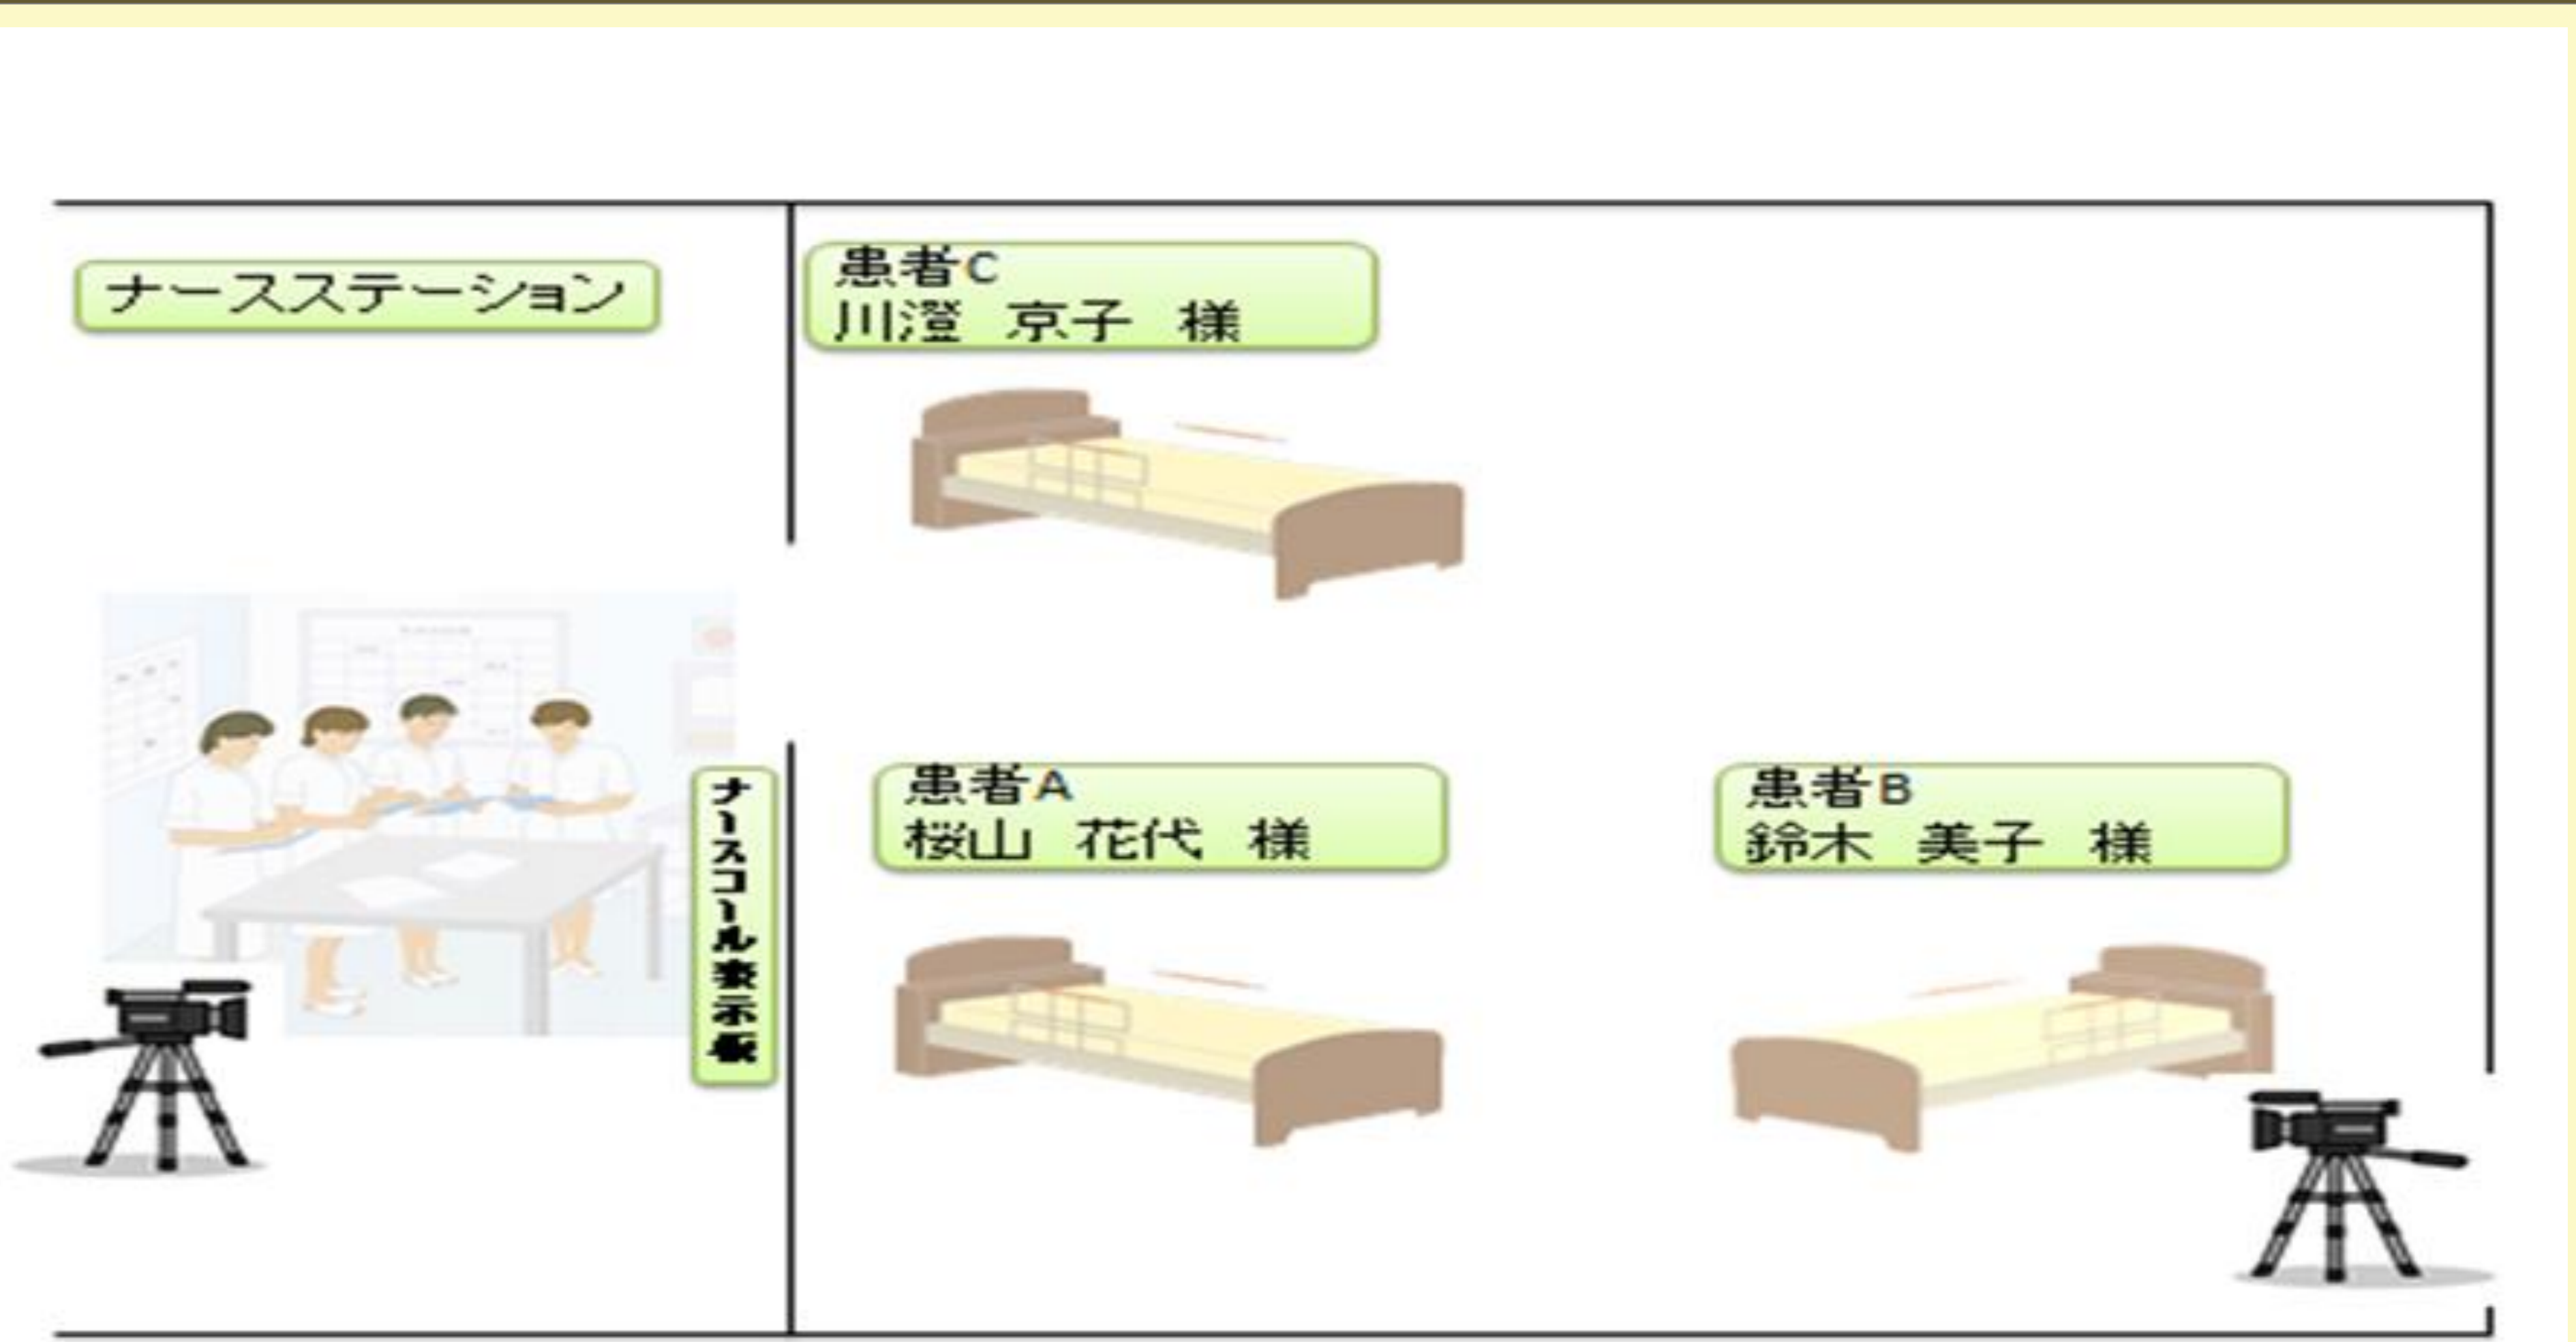 ナースステーション
患者C
川澄 京子 様
患者A
桜山 花代 様
患者B
鈴木 美子 様
ナースコール表示板